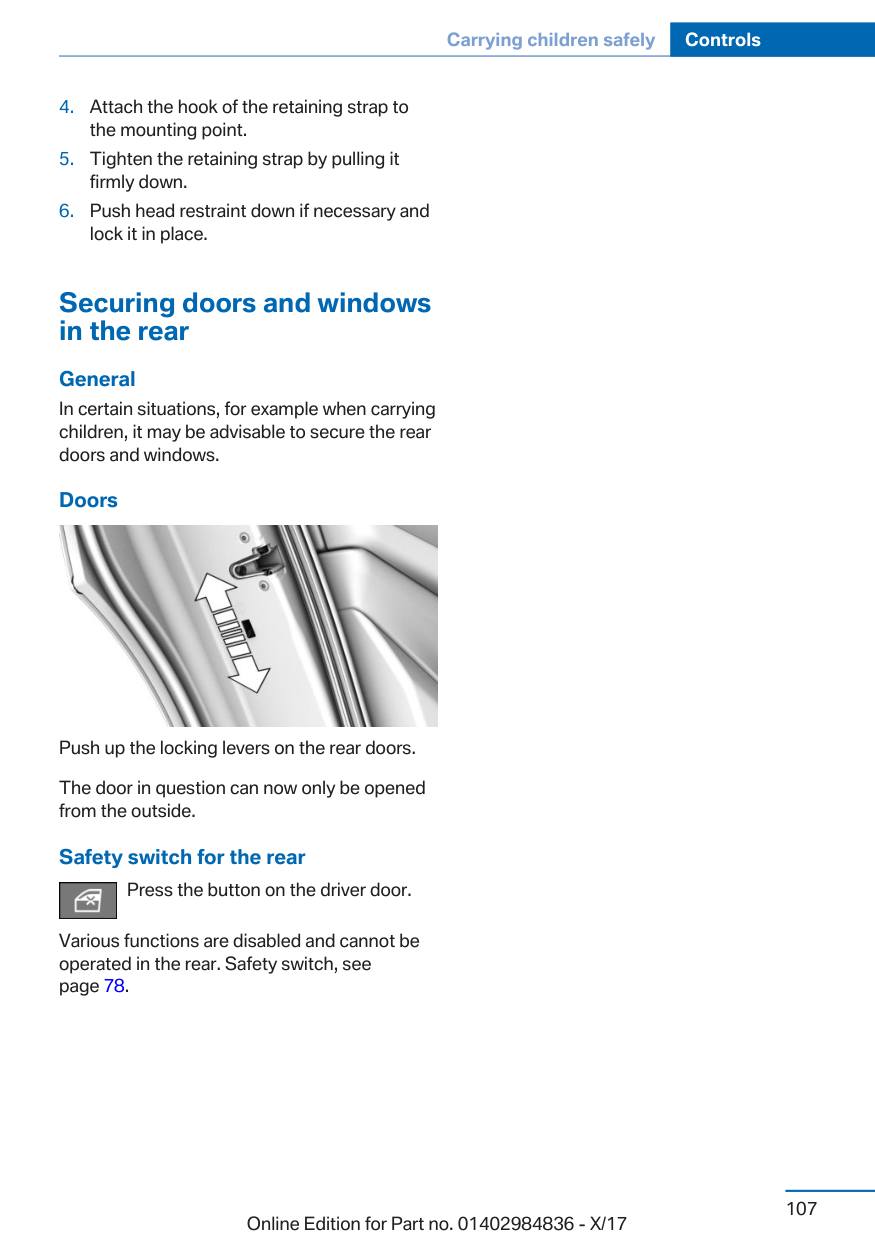 Carrying children safely Controls
4. Attach the hook of the retaining strap to
the mounting point.
5. Tighten the retaining strap by pulling it
firmly down.
6. Push head restraint down if necessary and
lock it in place.
Securing doors and windows
in the rear
General
In certain situations, for example when carrying
children, it may be advisable to secure the rear
doors and windows.
Doors
Push up the locking levers on the rear doors.
The door in question can now only be opened
from the outside.
Safety switch for the rear
Press the button on the driver door.
Various functions are disabled and cannot be
operated in the rear. Safety switch, see
page 78.
107
Online Edition for Part no. 01402984836 - X/17